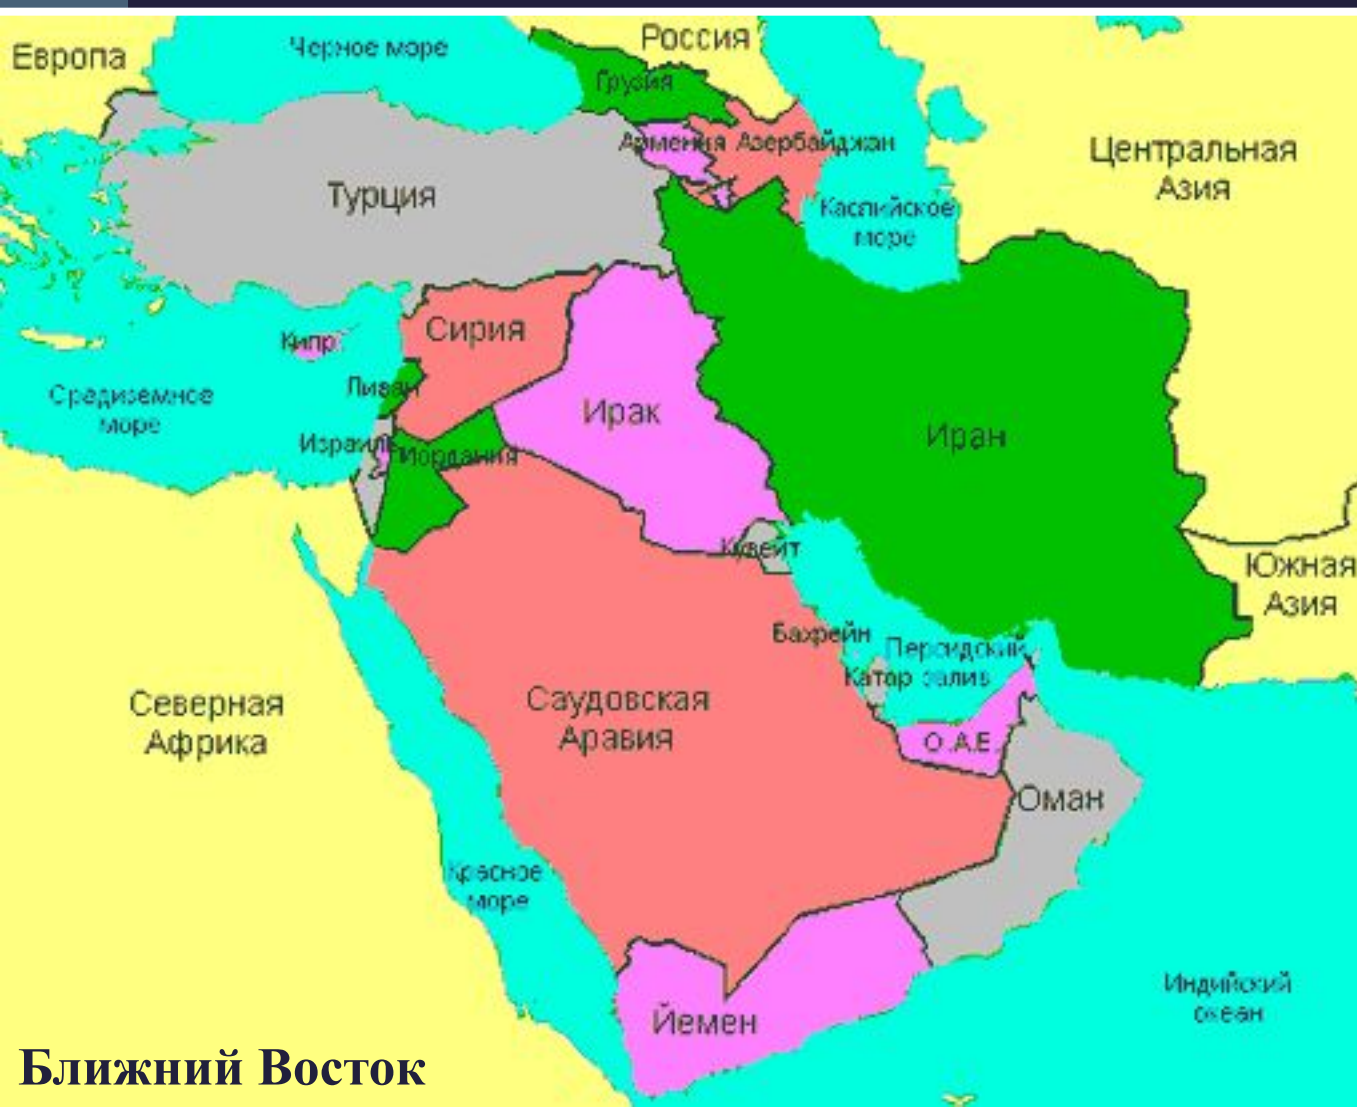 Европа
Черное море
Россия
Грузия
Армения
Азербайджан
Центральная
Азия
Турция
Каспийское
море
Сирия
Кипр
Ливан
Средиземное
море
Ирак
Иран
Израиль
Иордания
Кувейт
Южная
Азия
Бахрейн
Персидский
залив
Катар
Северная
Африка
Саудовская
Аравия
О.А.Е.
Оман
Красное
море
Индийский
океан
Йемен
Ближний Восток